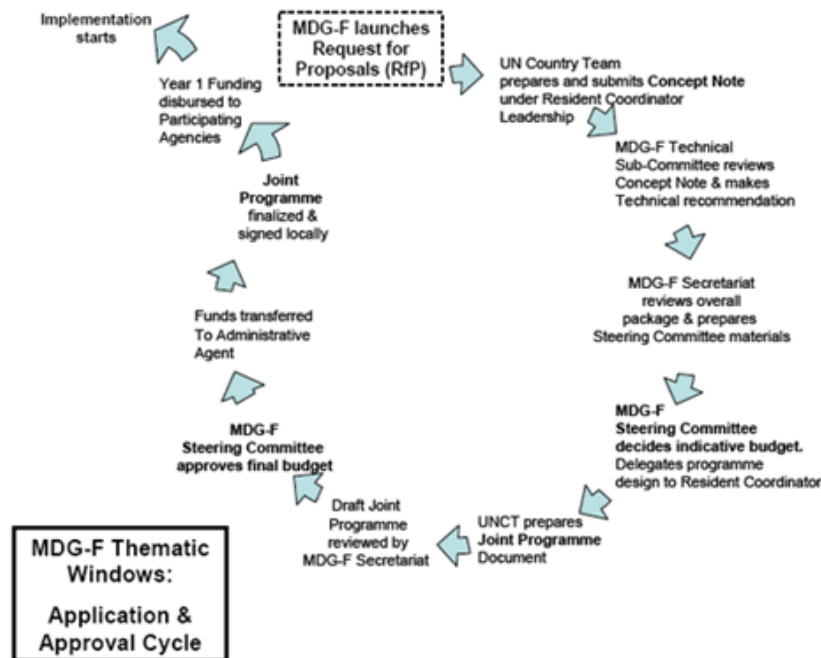 MDG-F launches
Request for
Proposals (RfP)
UN Country Team
prepares and submits Concept Note
under Resident Coordinator
Leadership
MDG-F Technical
Sub-Committee reviews
Concept Note & makes
Technical recommendation
MDG-F Secretariat
reviews overall
package & prepares
Steering Committee materials
MDG-F
Steering Committee
decides indicative budget.
Delegates programme
design to Resident Coordinator
UNCT prepares
Joint Programme
Document
Draft Joint
Programme
reviewed by
MDG-F Secretariat
MDG-F
Steering Committee
approves final budget
Funds transferred
To Administrative
Agent
Joint
Programme
finalized &
signed locally
Year 1 Funding
disbursed to
Participating
Agencies
Implementation
starts
MDG-F Thematic
Windows:
Application &
Approval Cycle